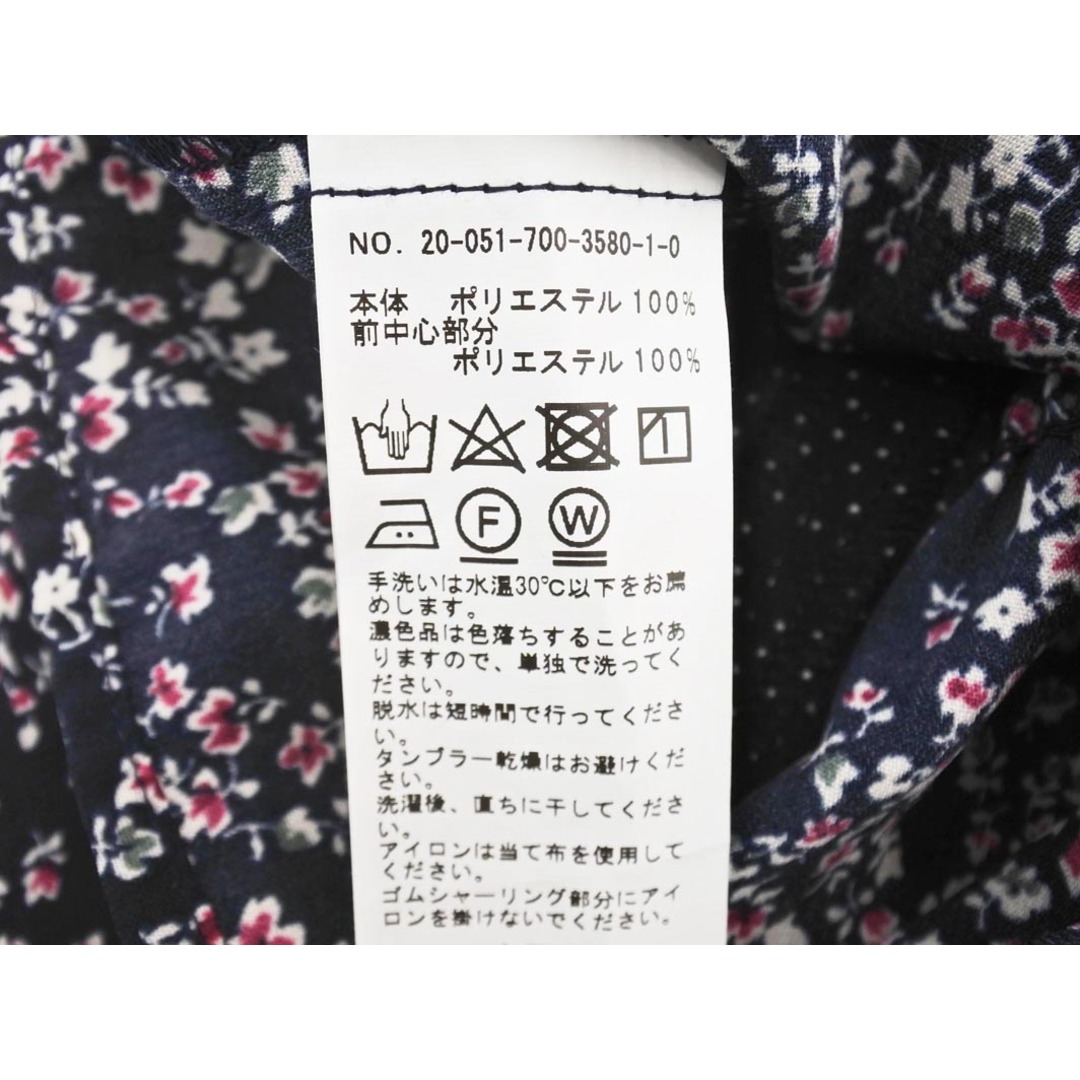 NO. 20-051-700-3580-1-0
本体 ポリエステル100%
前中心部分
ポリエステル100%
F W
手洗いは水温30℃以下をお薦
めします。
濃色品は色落ちすることがあ
りますので、単独で洗ってく
ださい。
脱水は短時間で行ってくださ
い。
タンブラー乾燥はお避けくだ
さい。
洗濯後、直ちに干してくださ
い。
アイロンは当て布を使用して
ください。
ゴムシャーリング部分にアイ
ロンを掛けないでください。